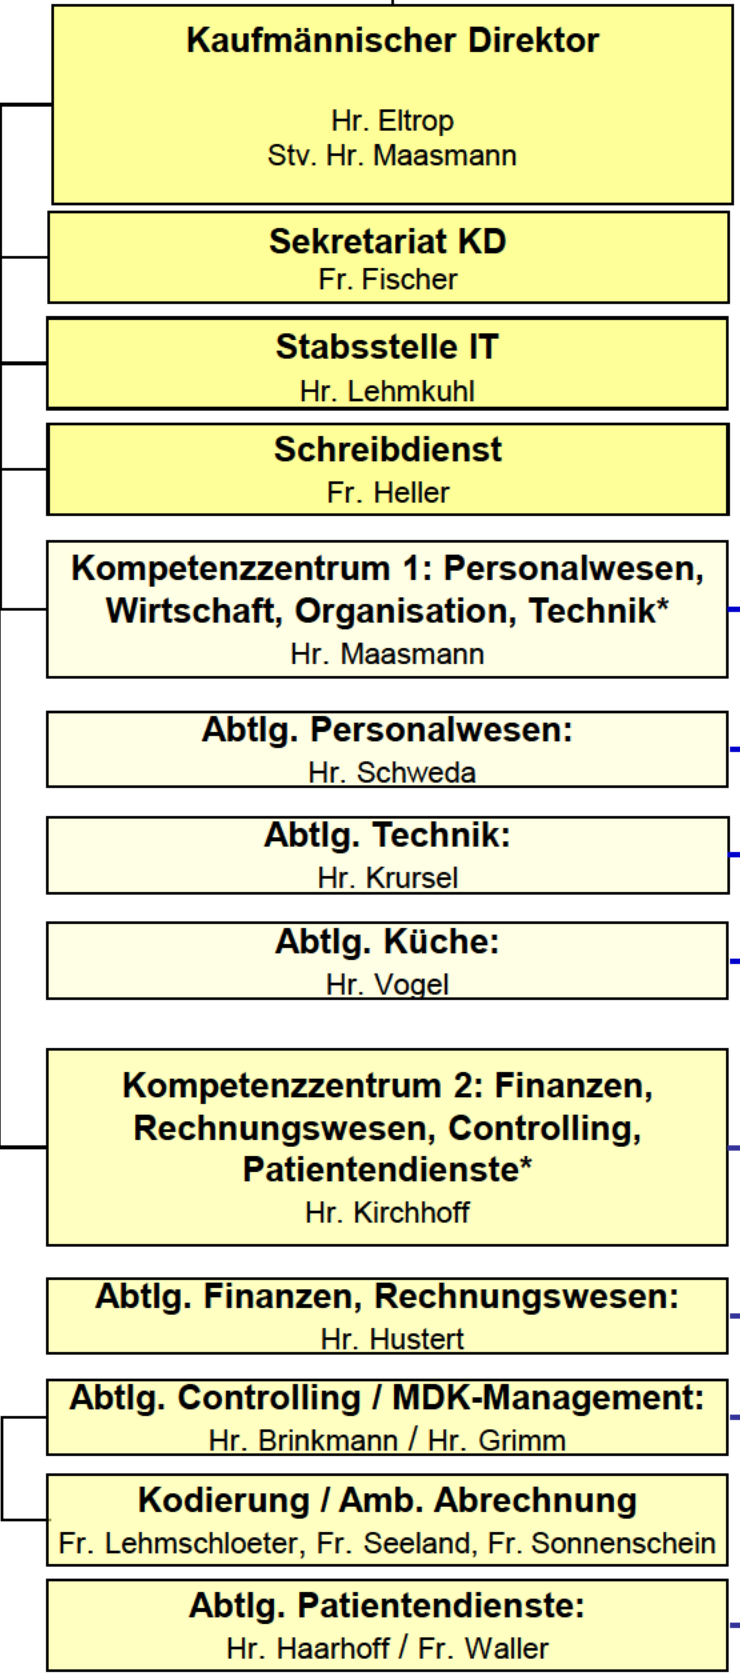 Kaufmännischer Direktor
Hr. Eltrop
Stv. Hr. Maasmann
Sekretariat KD
Fr. Fischer
Stabsstelle IT
Hr. Lehmkuhl
Schreibdienst
Fr. Heller
Kompetenzzentrum 1: Personalwesen,
Wirtschaft, Organisation, Technik*
Hr. Maasmann
Abtlg. Personalwesen:
Hr. Schweda
Abtlg. Technik:
Hr. Krursel
Abtlg. Küche:
Hr. Vogel
Kompetenzzentrum 2: Finanzen,
Rechnungswesen, Controlling,
Patientendienste*
Hr. Kirchhoff
Abtlg. Finanzen, Rechnungswesen:
Hr. Hustert
Abtlg. Controlling / MDK-Management:
Hr. Brinkmann / Hr. Grimm
Kodierung / Amb. Abrechnung
Fr. Lehmschloeter, Fr. Seeland, Fr. Sonnenschein
Abtlg. Patientendienste:
Hr. Haarhoff / Fr. Waller